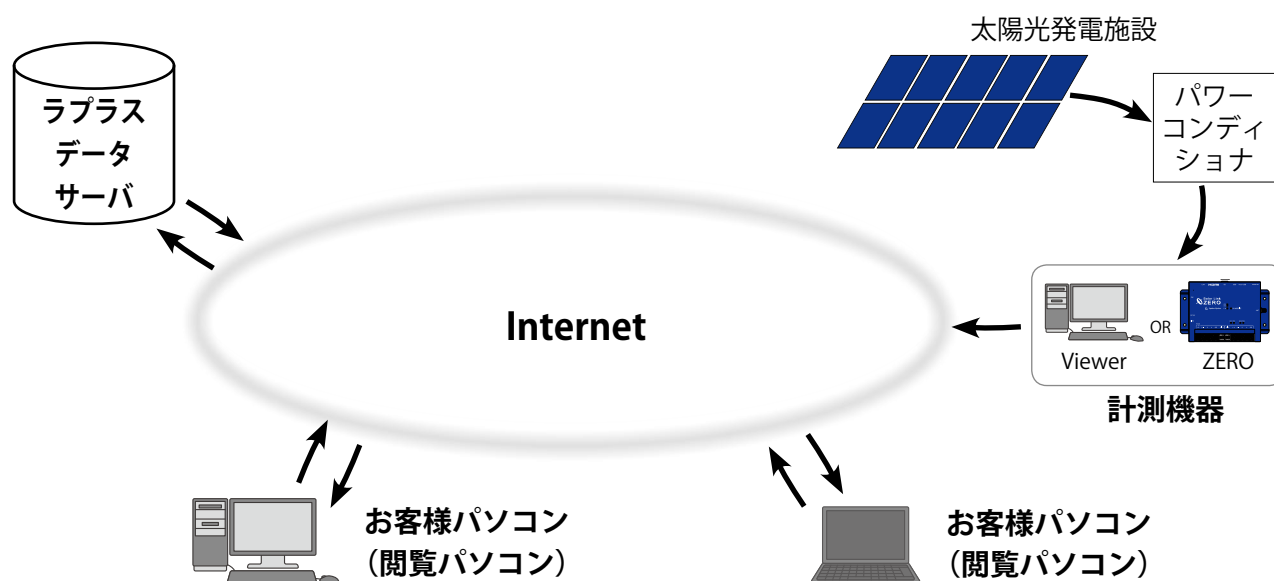 太陽光発電施設
ラプラス
データ
サーバ
パワー
コンディ
ショナ
Internet
ZERO
OR
Viewer
ZERO
計測機器
お客様パソコン
（閲覧パソコン）
お客様パソコン
（閲覧パソコン）